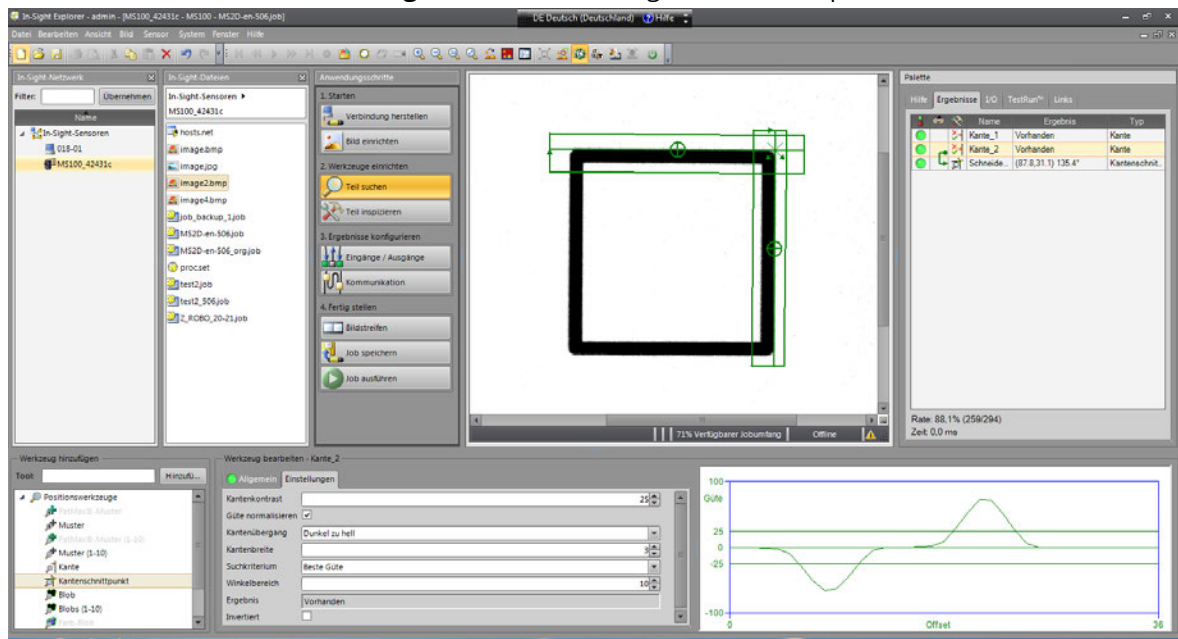 In-Sight Explorer - admin - [MS100_42431c - MS100 - MS2D-en-506.job]
DE Deutsch (Deutschland) Hilfe
Datei Bearbeiten Ansicht Bild Sensor System Fenster Hilfe
In-Sight-Netzwerk
Filter: Übernehmen
Name
In-Sight-Sensoren
018-01
MS100_42431c
In-Sight-Dateien
In-Sight-Sensoren
MS100_42431c
hosts.net
image.bmp
image.jpg
image2.bmp
image4.bmp
job_backup_1.job
MS2D-en-506.job
MS2D-en-506_org.job
proc.set
test2.job
test2_506.job
Z_ROBO_20-21.job
Anwendungsschritte
1. Starten
Verbindung herstellen
Bild einrichten
2. Werkzeuge einrichten
Teil suchen
Teil inspizieren
3. Ergebnisse konfigurieren
Eingänge / Ausgänge
Kommunikation
4. Fertig stellen
Bildstreifen
Job speichern
Job ausführen
71% Verfügbarer Jobumfang Offline
Palette
Hilfe Ergebnisse I/O TestRun™ Links
Name Ergebnis Typ
Kante_1 Vorhanden Kante
Kante_2 Vorhanden Kante
Schneide... (87.8,31.1) 135.4° Kantenschnit...
Rate: 88,1% (259/294)
Zeit: 0,0 ms
Werkzeug hinzufügen
Tool: Hinzufü...
Positionswerkzeuge
PatMax®-Muster
Muster
PatMax®-Muster (1-10)
Muster (1-10)
Kante
Kantenschnittpunkt
Blob
Blobs (1-10)
Farb-Blob
Werkzeug bearbeiten - Kante_2
Allgemein Einstellungen
Kantenkontrast 25
Güte normalisieren
Kantenübergang Dunkel zu hell
Kantenbreite 3
Suchkriterium Beste Güte
Winkelbereich 10
Ergebnis Vorhanden
Invertiert
100
Güte
25
0
-25
-100
0 Offset 36